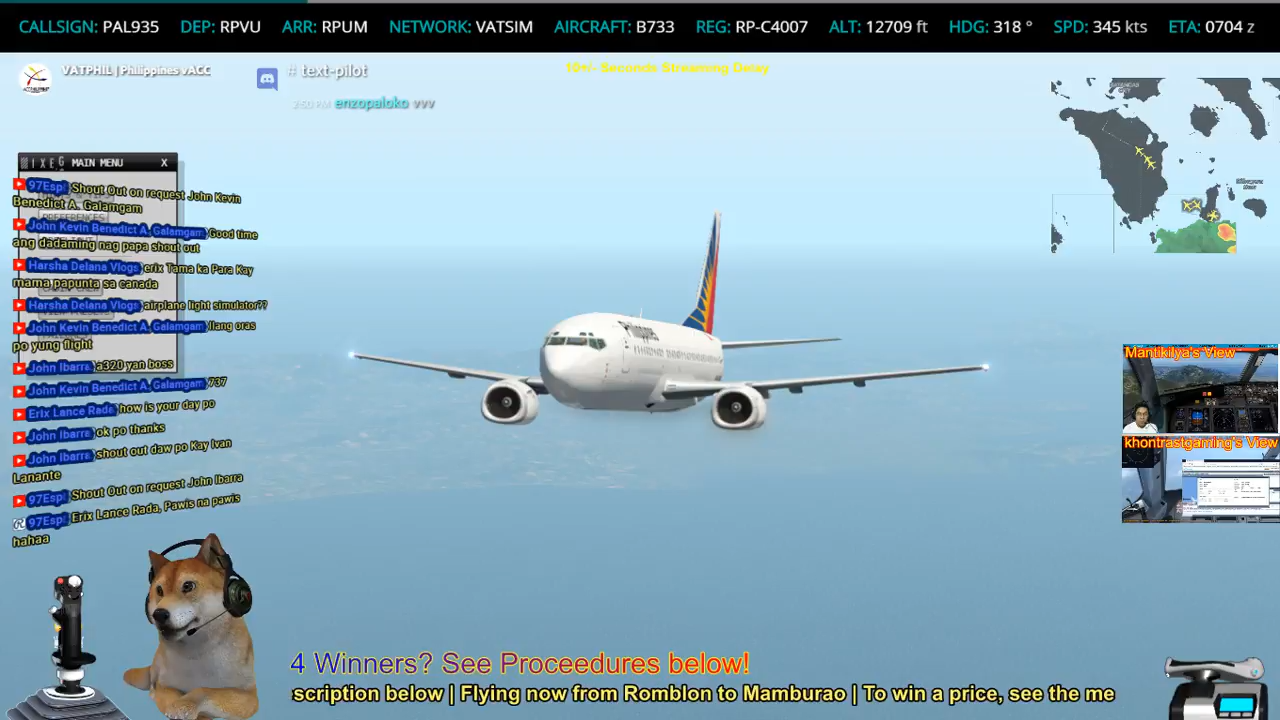 CALLSIGN: PAL935 DEP: RPVU ARR: RPUM NETWORK: VATSIM AIRCRAFT: B733 REG: RP-C4007 ALT: 12709 ft HDG: 318 ° SPD: 345 kts ETA: 0704 z
VATPHIL | Philippines vACC
# text-pilot
10+/- Seconds Streaming Delay
2:50 PM enzopaloko vvv
MAIN MENU X
97Esp Shout Out on request John Kevin
Benedict A. Galamgam
John Kevin Benedict A. Galamgam Good time
ang dadaming nag papa shout out
Harsha Delana Vlogs erix Tama ka Para Kay
mama papunta sa canada
Harsha Delana Vlogs airplane light simulator??
John Kevin Benedict A. Galamgam Ilang oras
po yung flight
John Ibarra a320 yan boss
John Kevin Benedict A. Galamgam 737
Erix Lance Rada how is your day po
John Ibarra ok po thanks
John Ibarra shout out daw po Kay Ivan
Lanante
97Esp Shout Out on request John Ibarra
97Esp Erix Lance Rada, Pawis na pawis
hahaa
Philippines
Mantikilya's View
khontrastgaming's View
4 Winners? See Proceedures below!
scription below | Flying now from Romblon to Mamburao | To win a price, see the me